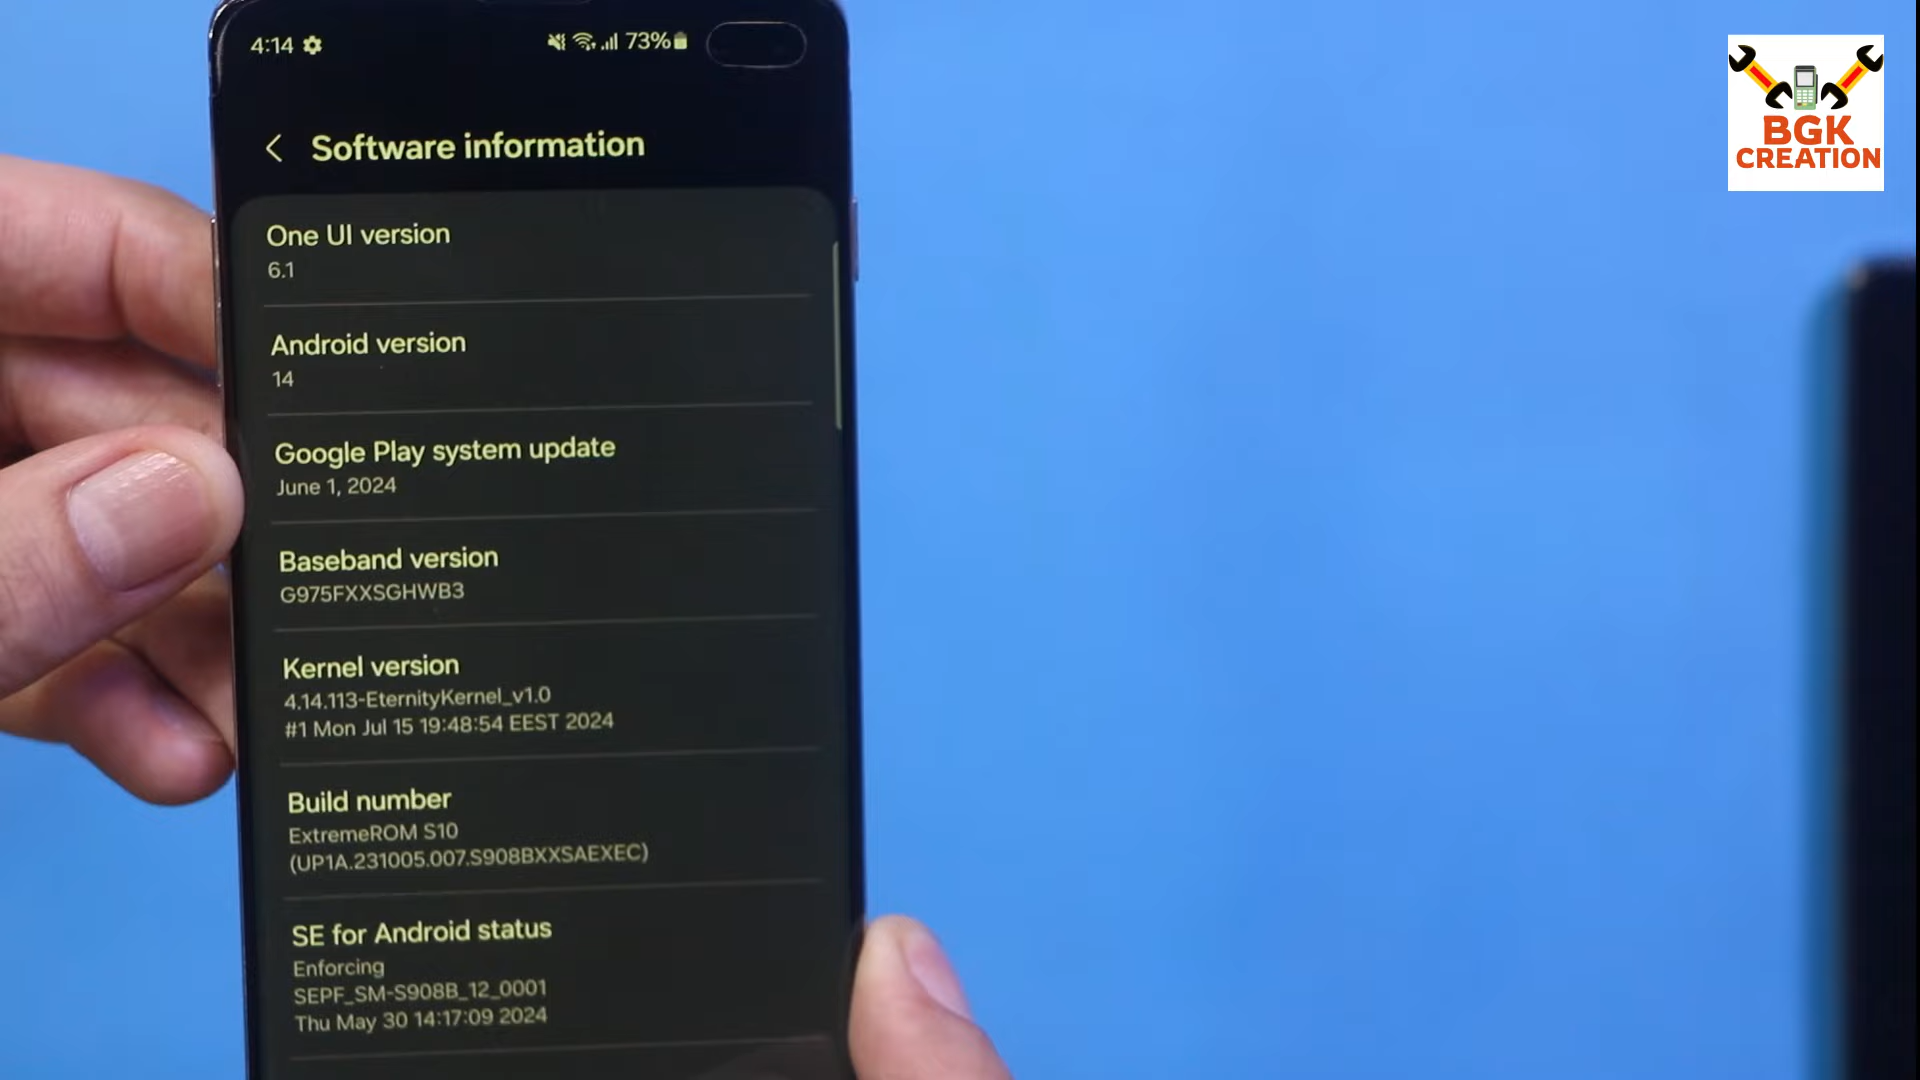 4:14
73%
Software information
One UI version
6.1
Android version
14
Google Play system update
June 1, 2024
Baseband version
G975FXXSGHWB3
Kernel version
4.14.113-EternityKernel_v1.0
#1 Mon Jul 15 19:48:54 EEST 2024
Build number
ExtremeROM S10
(UP1A.231005.007.S908BXXSAEXEC)
SE for Android status
Enforcing
SEPF_SM-S908B_12_0001
Thu May 30 14:17:09 2024
BGK
CREATION